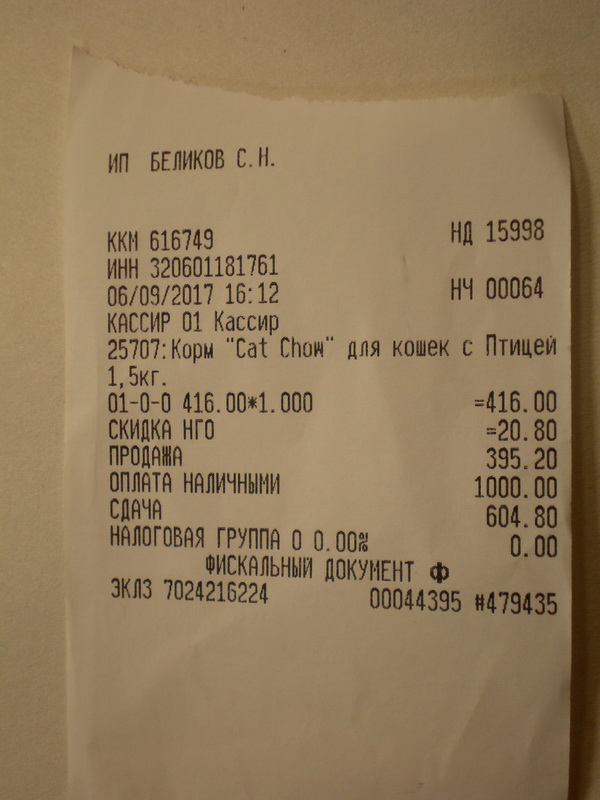 ИП БЕЛИКОВ С.Н.
ККМ 616749 НД 15998
ИНН 320601181761
06/09/2017 16:12 НЧ 00064
КАССИР 01 Кассир
25707:Корм "Cat Chow" для кошек с Птицей
1,5кг.
01-0-0 416.00*1.000 =416.00
СКИДКА НГО =20.80
ПРОДАЖА 395.20
ОПЛАТА НАЛИЧНЫМИ 1000.00
СДАЧА 604.80
НАЛОГОВАЯ ГРУППА 0 0.00% 0.00
ФИСКАЛЬНЫЙ ДОКУМЕНТ Ф
ЭКЛЗ 7024216224 00044395 #479435